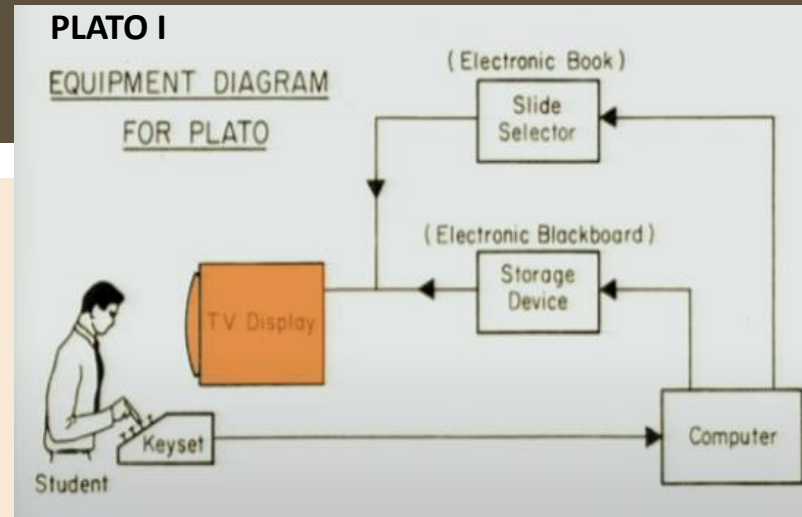 PLATO I
EQUIPMENT DIAGRAM
FOR PLATO
(Electronic Book)
Slide
Selector
(Electronic Blackboard)
Storage
Device
TV Display
Keyset
Computer
Student